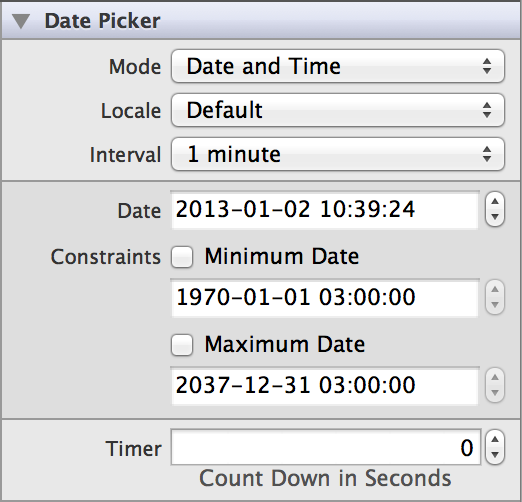 Date Picker
Mode Date and Time
Locale Default
Interval 1 minute
Date 2013-01-02 10:39:24
Constraints Minimum Date
1970-01-01 03:00:00
Maximum Date
2037-12-31 03:00:00
Timer 0
Count Down in Seconds